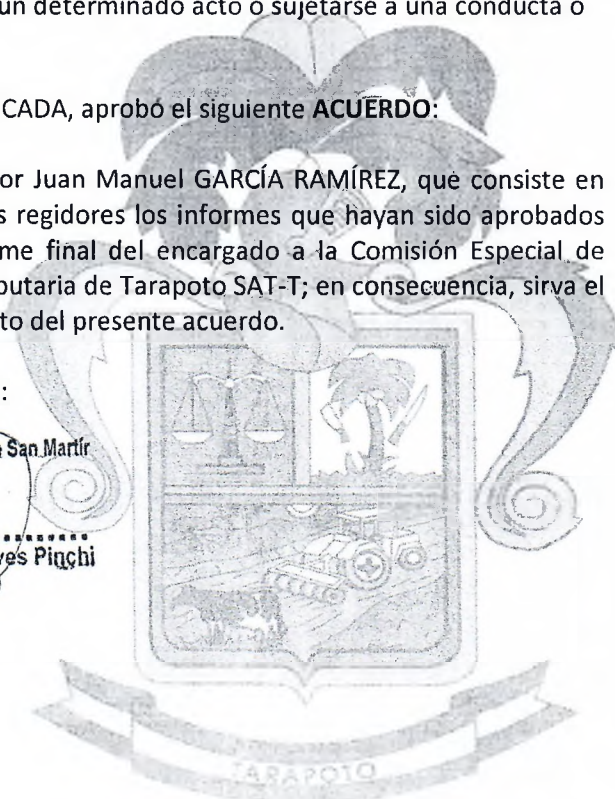 un determinado acto o sujetarse a una conducta o
CADA, aprobó el siguiente ACUERDO:
or Juan Manuel GARCÍA RAMÍREZ, que consiste en
s regidores los informes que hayan sido aprobados
me final del encargado a la Comisión Especial de
butaria de Tarapoto SAT-T; en consecuencia, sirva el
to del presente acuerdo.
:
San Martír
es Pinchi
TARAPOTO